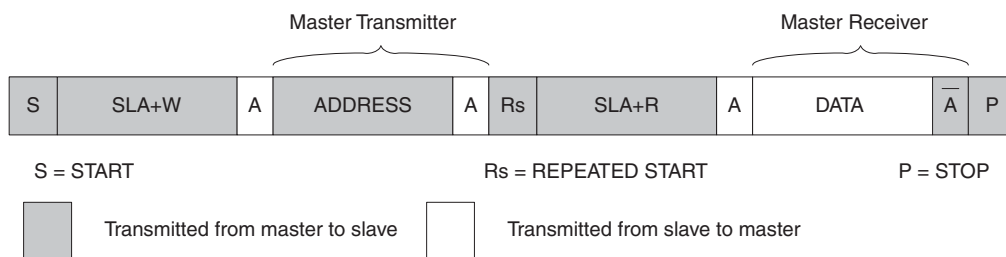 Master Transmitter Master Receiver
S SLA+W A ADDRESS A Rs SLA+R A DATA A̅ P
S = START Rs = REPEATED START P = STOP
Transmitted from master to slave Transmitted from slave to master